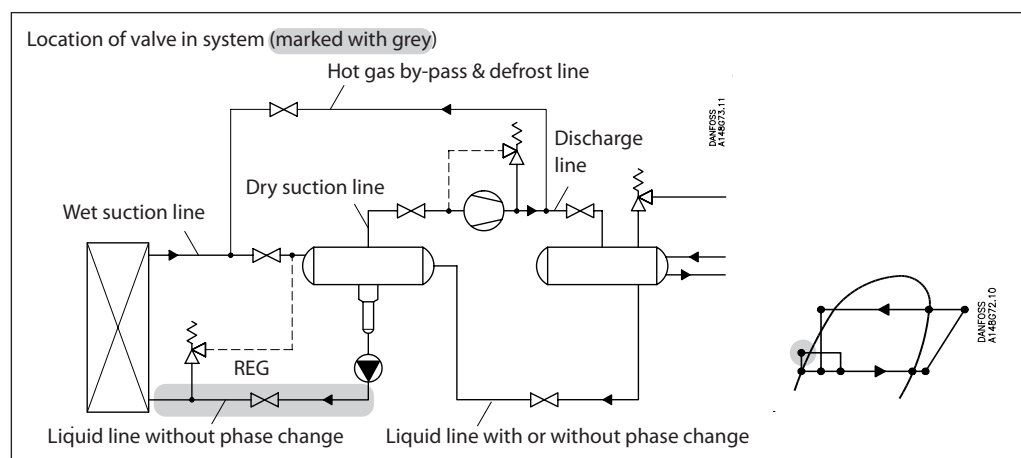 Location of valve in system (marked with grey)
Hot gas by-pass & defrost line
DANFOSS
A148G73.11
Discharge
line
Dry suction line
Wet suction line
DANFOSS
A148G72.10
REG
Liquid line without phase change
Liquid line with or without phase change